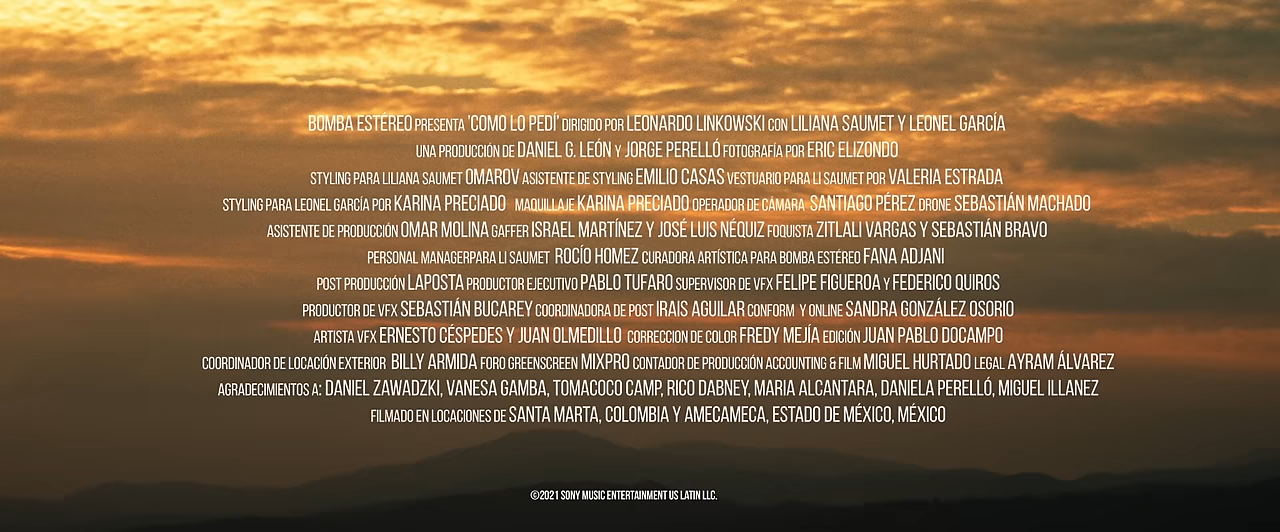 BOMBA ESTÉREO PRESENTA 'COMO LO PEDÍ' DIRIGIDO POR LEONARDO LINKOWSKI CON LILIANA SAUMET Y LEONEL GARCÍA
UNA PRODUCCIÓN DE DANIEL G. LEÓN Y JORGE PERELLÓ FOTOGRAFÍA POR ERIC ELIZONDO
STYLING PARA LILIANA SAUMET OMAROV ASISTENTE DE STYLING EMILIO CASAS VESTUARIO PARA LI SAUMET POR VALERIA ESTRADA
STYLING PARA LEONEL GARCÍA POR KARINA PRECIADO MAQUILLAJE KARINA PRECIADO OPERADOR DE CÁMARA SANTIAGO PÉREZ DRONE SEBASTIÁN MACHADO
ASISTENTE DE PRODUCCIÓN OMAR MOLINA GAFFER ISRAEL MARTÍNEZ Y JOSÉ LUIS NÉQUIZ FOQUISTA ZITLALI VARGAS Y SEBASTIÁN BRAVO
PERSONAL MANAGERPARA LI SAUMET ROCÍO HOMEZ CURADORA ARTÍSTICA PARA BOMBA ESTÉREO FANA ADJANI
POST PRODUCCIÓN LAPOSTA PRODUCTOR EJECUTIVO PABLO TUFARO SUPERVISOR DE VFX FELIPE FIGUEROA Y FEDERICO QUIROS
PRODUCTOR DE VFX SEBASTIÁN BUCAREY COORDINADORA DE POST IRAIS AGUILAR CONFORM Y ONLINE SANDRA GONZÁLEZ OSORIO
ARTISTA VFX ERNESTO CÉSPEDES Y JUAN OLMEDILLO CORRECCION DE COLOR FREDY MEJÍA EDICIÓN JUAN PABLO DOCAMPO
COORDINADOR DE LOCACIÓN EXTERIOR BILLY ARMIDA FORO GREENSCREEN MIXPRO CONTADOR DE PRODUCCIÓN ACCOUNTING & FILM MIGUEL HURTADO LEGAL AYRAM ÁLVAREZ
AGRADECIMIENTOS A: DANIEL ZAWADZKI, VANESA GAMBA, TOMACOCO CAMP, RICO DABNEY, MARIA ALCANTARA, DANIELA PERELLÓ, MIGUEL ILLANEZ
FILMADO EN LOCACIONES DE SANTA MARTA, COLOMBIA Y AMECAMECA, ESTADO DE MÉXICO, MÉXICO
©2021 SONY MUSIC ENTERTAINMENT US LATIN LLC.